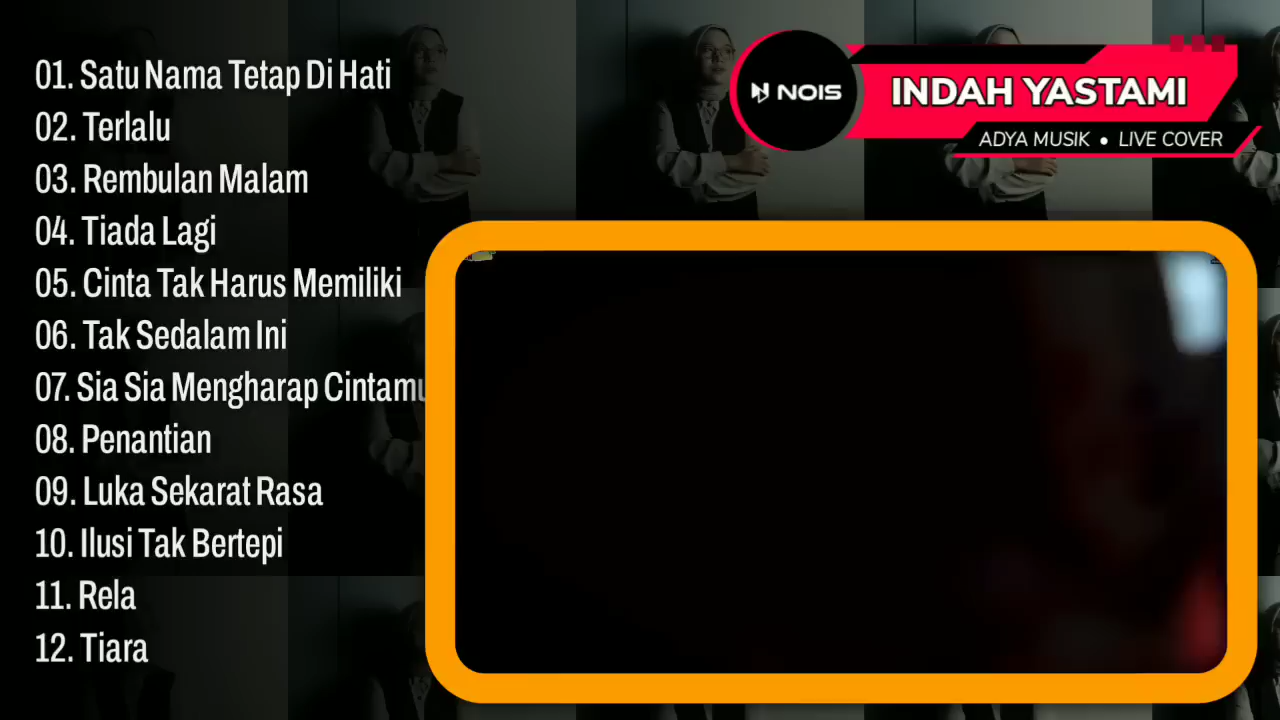 01. Satu Nama Tetap Di Hati
02. Terlalu
03. Rembulan Malam
04. Tiada Lagi
05. Cinta Tak Harus Memiliki
06. Tak Sedalam Ini
07. Sia Sia Mengharap Cintamu
08. Penantian
09. Luka Sekarat Rasa
10. Ilusi Tak Bertepi
11. Rela
12. Tiara
NOIS
INDAH YASTAMI
ADYA MUSIK • LIVE COVER